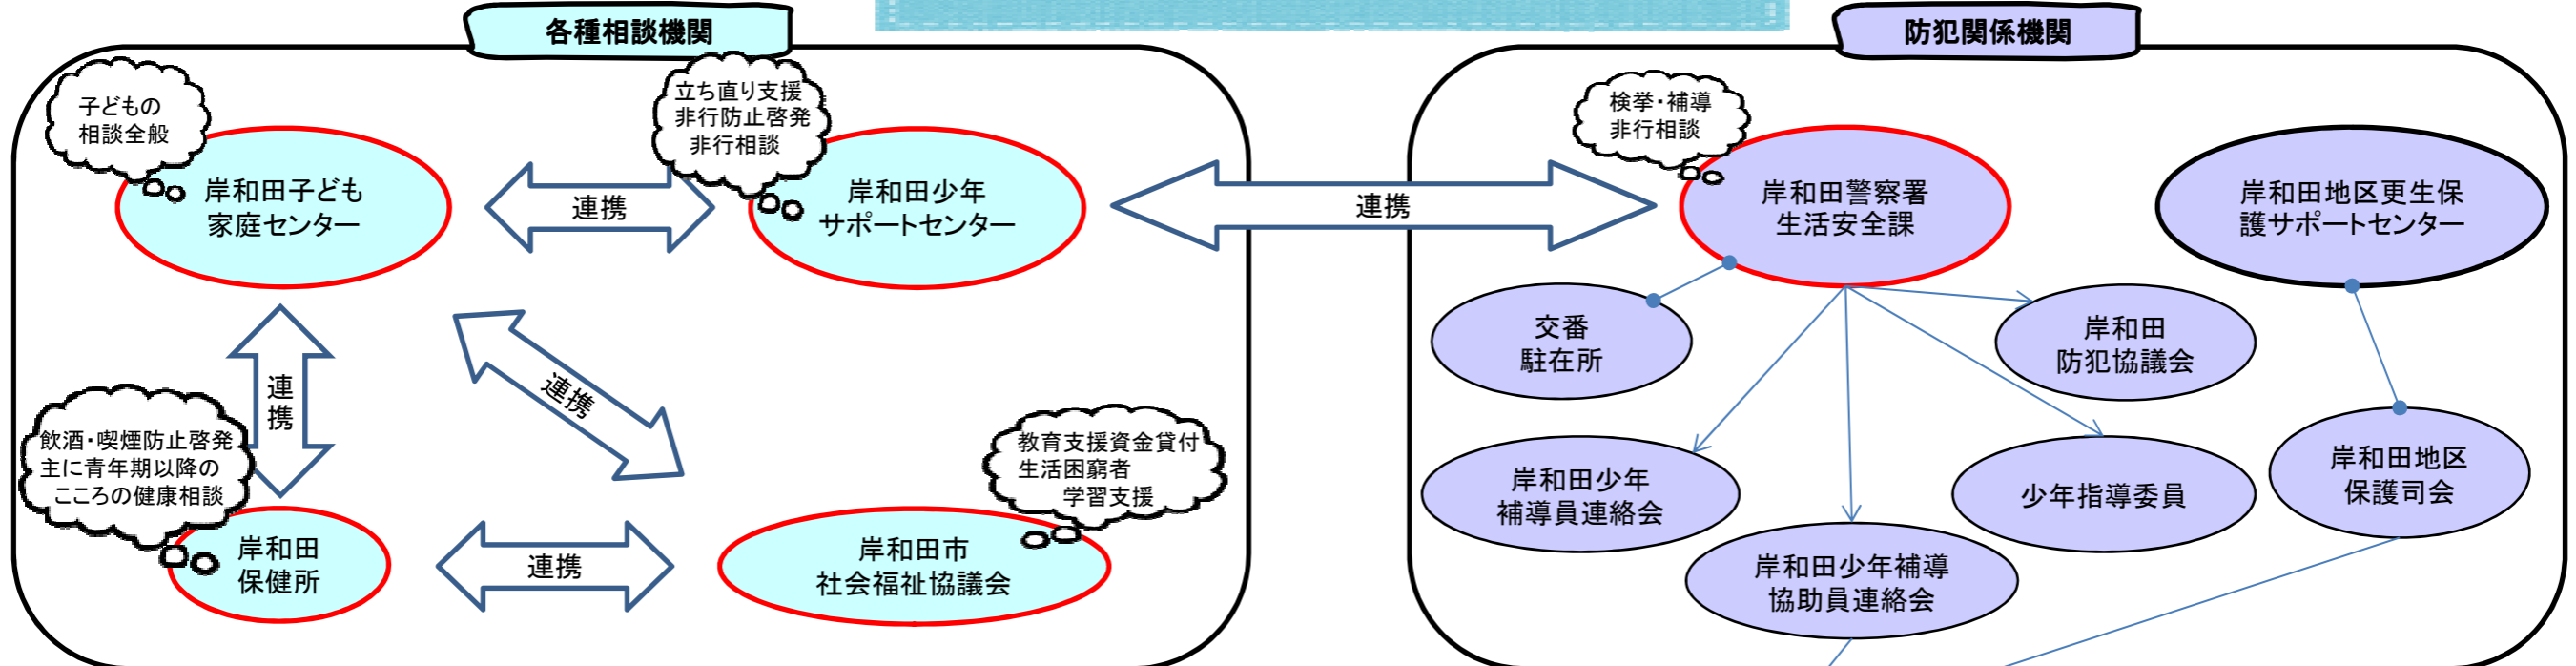 各種相談機関
防犯関係機関
子どもの
相談全般
立ち直り支援
非行防止啓発
非行相談
検挙・補導
非行相談
岸和田子ども
家庭センター
連携
岸和田少年
サポートセンター
連携
岸和田警察署
生活安全課
岸和田地区更生保
護サポートセンター
交番
駐在所
岸和田
防犯協議会
連携
連携
飲酒・喫煙防止啓発
主に青年期以降の
こころの健康相談
教育支援資金貸付
生活困窮者
学習支援
岸和田少年
補導員連絡会
少年指導委員
岸和田地区
保護司会
岸和田
保健所
連携
岸和田市
社会福祉協議会
岸和田少年補導
協助員連絡会